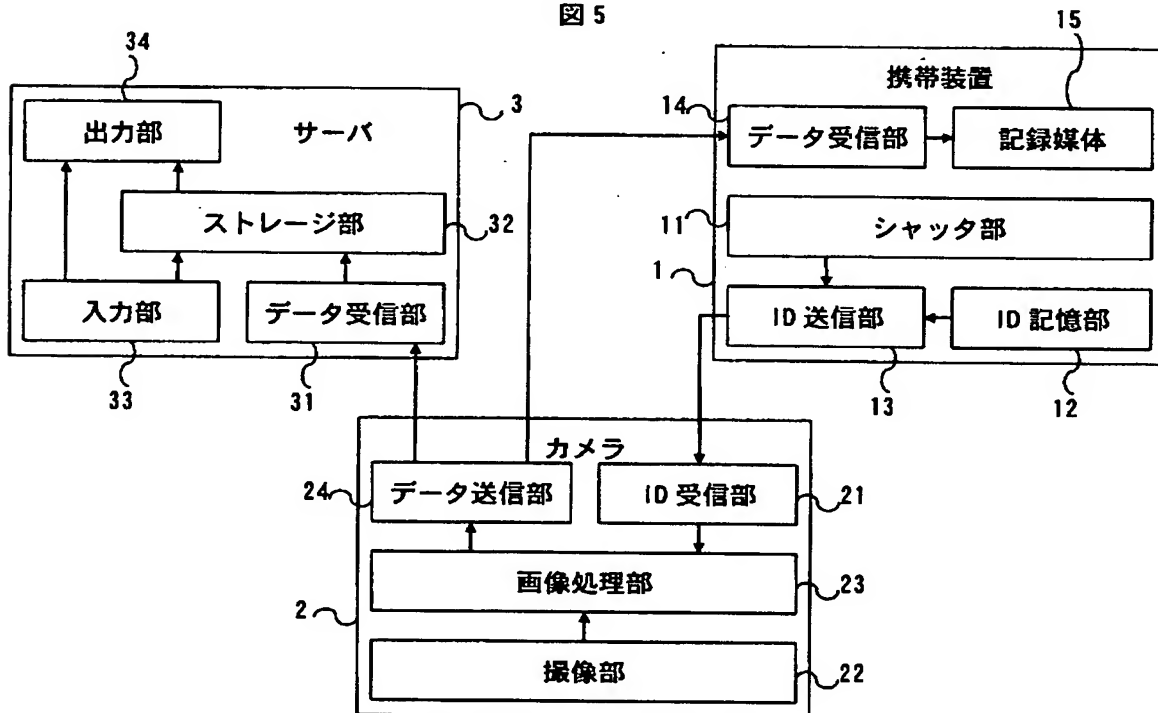 図5
34
15
3
サーバ
出力部
携帯装置
14
データ受信部
記録媒体
ストレージ部
32
11
シャッタ部
1
入力部
データ受信部
ID送信部
ID記憶部
33
31
13
12
カメラ
24
データ送信部
ID受信部
21
画像処理部
23
2
撮像部
22